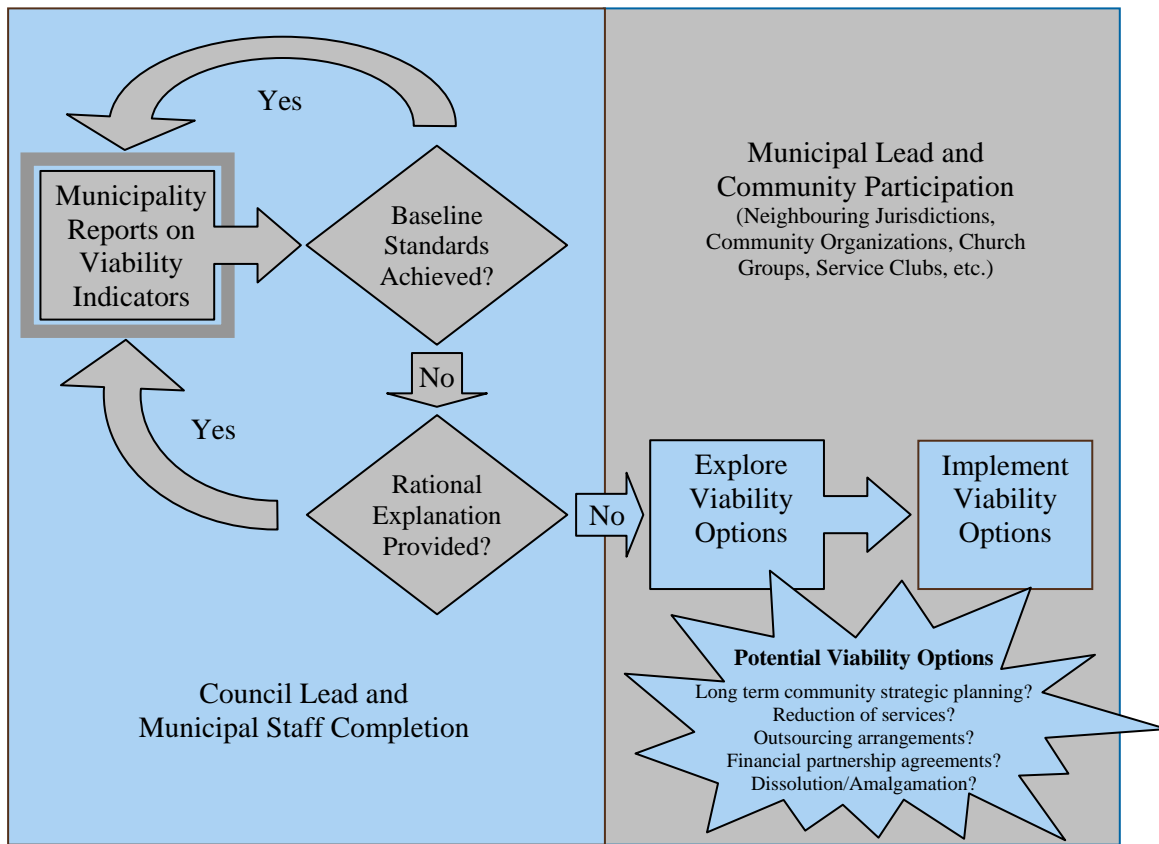 Yes
Municipality
Reports on
Viability
Indicators
Baseline
Standards
Achieved?
No
Yes
Rational
Explanation
Provided?
No
Council Lead and
Municipal Staff Completion
Municipal Lead and
Community Participation
(Neighbouring Jurisdictions,
Community Organizations, Church
Groups, Service Clubs, etc.)
Explore
Viability
Options
Implement
Viability
Options
Potential Viability Options
Long term community strategic planning?
Reduction of services?
Outsourcing arrangements?
Financial partnership agreements?
Dissolution/Amalgamation?